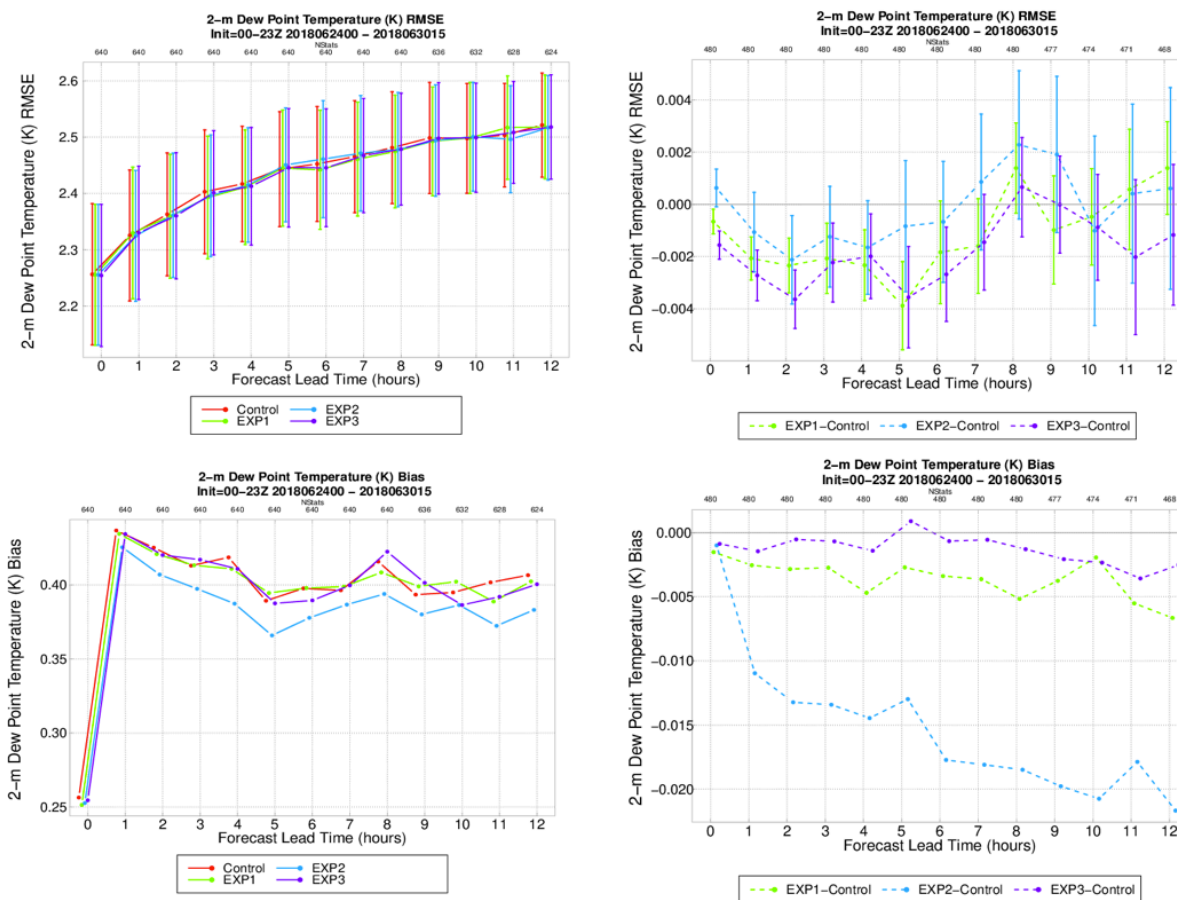 2-m Dew Point Temperature (K) RMSE
Init=00-23Z 2018062400 - 2018063015
NStats
640 640 640 640 640 640 640 640 640 636 632 628 624
2-m Dew Point Temperature (K) RMSE
2.6
2.5
2.4
2.3
2.2
0 1 2 3 4 5 6 7 8 9 10 11 12
Forecast Lead Time (hours)
Control EXP2
EXP1 EXP3
2-m Dew Point Temperature (K) RMSE
Init=00-23Z 2018062400 - 2018063015
NStats
480 480 480 480 480 480 480 480 480 477 474 471 468
2-m Dew Point Temperature (K) RMSE
0.004
0.002
0.000
-0.002
-0.004
0 1 2 3 4 5 6 7 8 9 10 11 12
Forecast Lead Time (hours)
EXP1-Control EXP2-Control EXP3-Control
2-m Dew Point Temperature (K) Bias
Init=00-23Z 2018062400 - 2018063015
NStats
640 640 640 640 640 640 640 640 640 636 632 628 624
2-m Dew Point Temperature (K) Bias
0.40
0.35
0.30
0.25
0 1 2 3 4 5 6 7 8 9 10 11 12
Forecast Lead Time (hours)
Control EXP2
EXP1 EXP3
2-m Dew Point Temperature (K) Bias
Init=00-23Z 2018062400 - 2018063015
NStats
480 480 480 480 480 480 480 480 480 477 474 471 468
2-m Dew Point Temperature (K) Bias
0.000
-0.005
-0.010
-0.015
-0.020
0 1 2 3 4 5 6 7 8 9 10 11 12
Forecast Lead Time (hours)
EXP1-Control EXP2-Control EXP3-Control